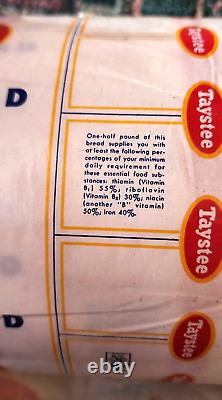 Taystee
D
One-half pound of this
bread supplies you with
at least the following per-
centages of your minimum
daily requirement for
these essential food sub-
stances: thiamin (Vitamin
B₁) 55%; riboflavin
(Vitamin B₂) 30%; niacin
(another "B" vitamin)
50%; iron 40%.
Taystee
Taystee
D
Taystee
Taystee